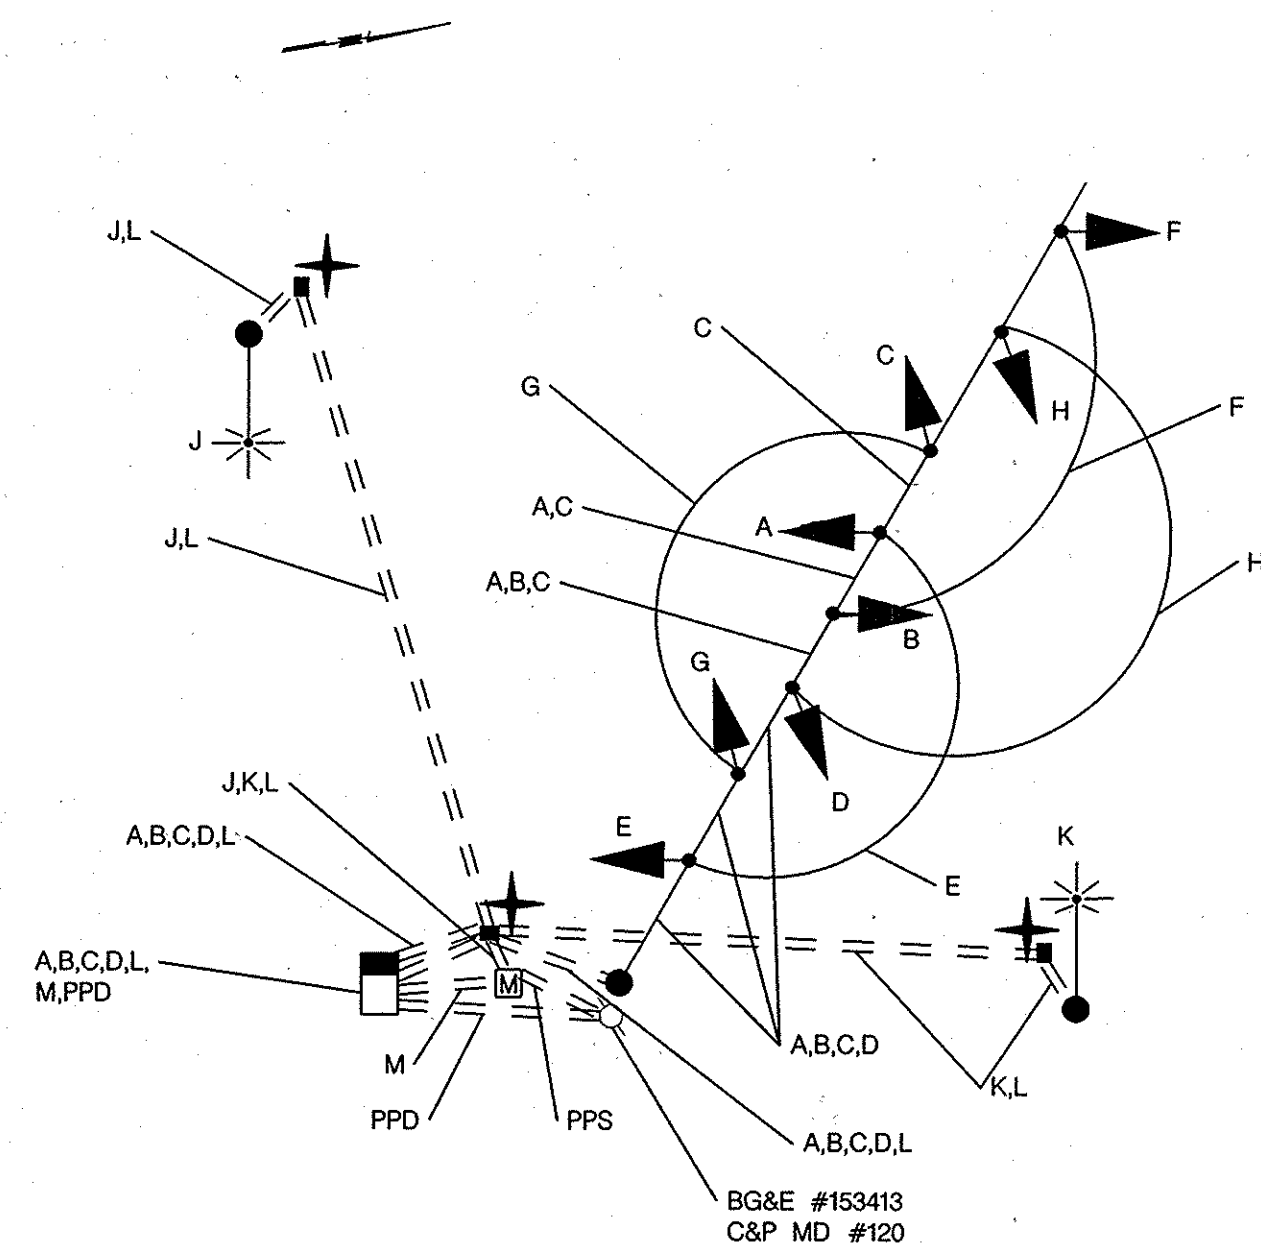 F
J,L
C
C
G
H
F
J
A,C
A
J,L
H
A,B,C
B
G
J,K,L
D
E
A,B,C,D,L
K
E
A,B,C,D,L,
M,PPD
M
A,B,C,D
M
K,L
PPD
PPS
A,B,C,D,L
BG&E #153413
C&P MD #120